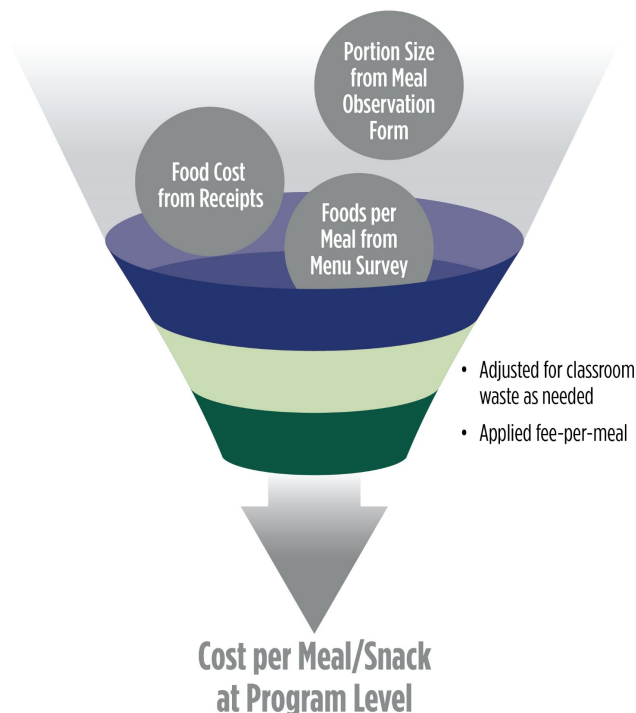 Portion Size
from Meal
Observation
Form
Food Cost
from Receipts
Foods per
Meal from
Menu Survey
• Adjusted for classroom
waste as needed
• Applied fee-per-meal
Cost per Meal/Snack
at Program Level